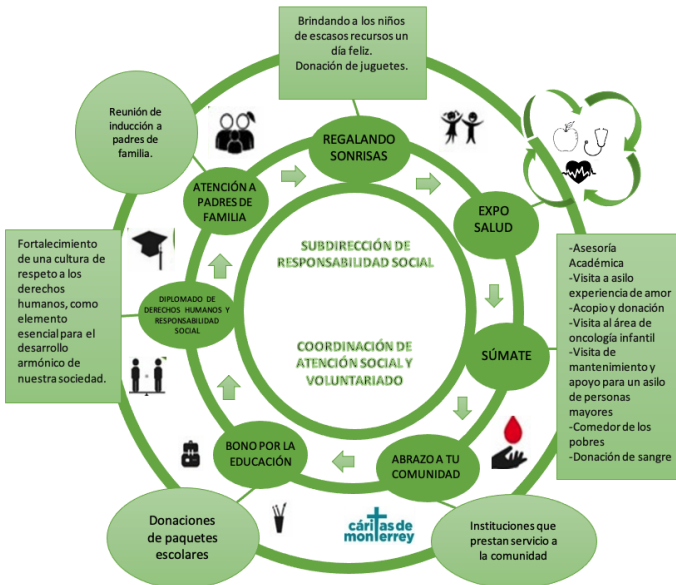 Brindando a los niños
de escasos recursos un
día feliz.
Donación de juguetes.
Reunión de
inducción a
padres de
familia.
REGALANDO
SONRISAS
ATENCIÓN A
PADRES DE
FAMILIA
EXPO
SALUD
SUBDIRECCIÓN DE
RESPONSABILIDAD SOCIAL
Fortalecimiento
de una cultura de
respeto a los
derechos
humanos, como
elemento
esencial para el
desarrollo
armónico de
nuestra sociedad.
DIPLOMADO DE
DERECHOS HUMANOS Y
RESPONSABILIDAD
SOCIAL
-Asesoría
Académica
-Visita a asilo
experiencia de amor
-Acopio y donación
-Visita al área de
oncología infantil
-Visita de
mantenimiento y
apoyo para un asilo
de personas
mayores
-Comedor de los
pobres
-Donación de sangre
SÚMATE
COORDINACIÓN DE
ATENCIÓN SOCIAL Y
VOLUNTARIADO
BONO POR LA
EDUCACIÓN
ABRAZO A TU
COMUNIDAD
Donaciones
de paquetes
escolares
cáritas de
monterrey
Instituciones que
prestan servicio a
la comunidad